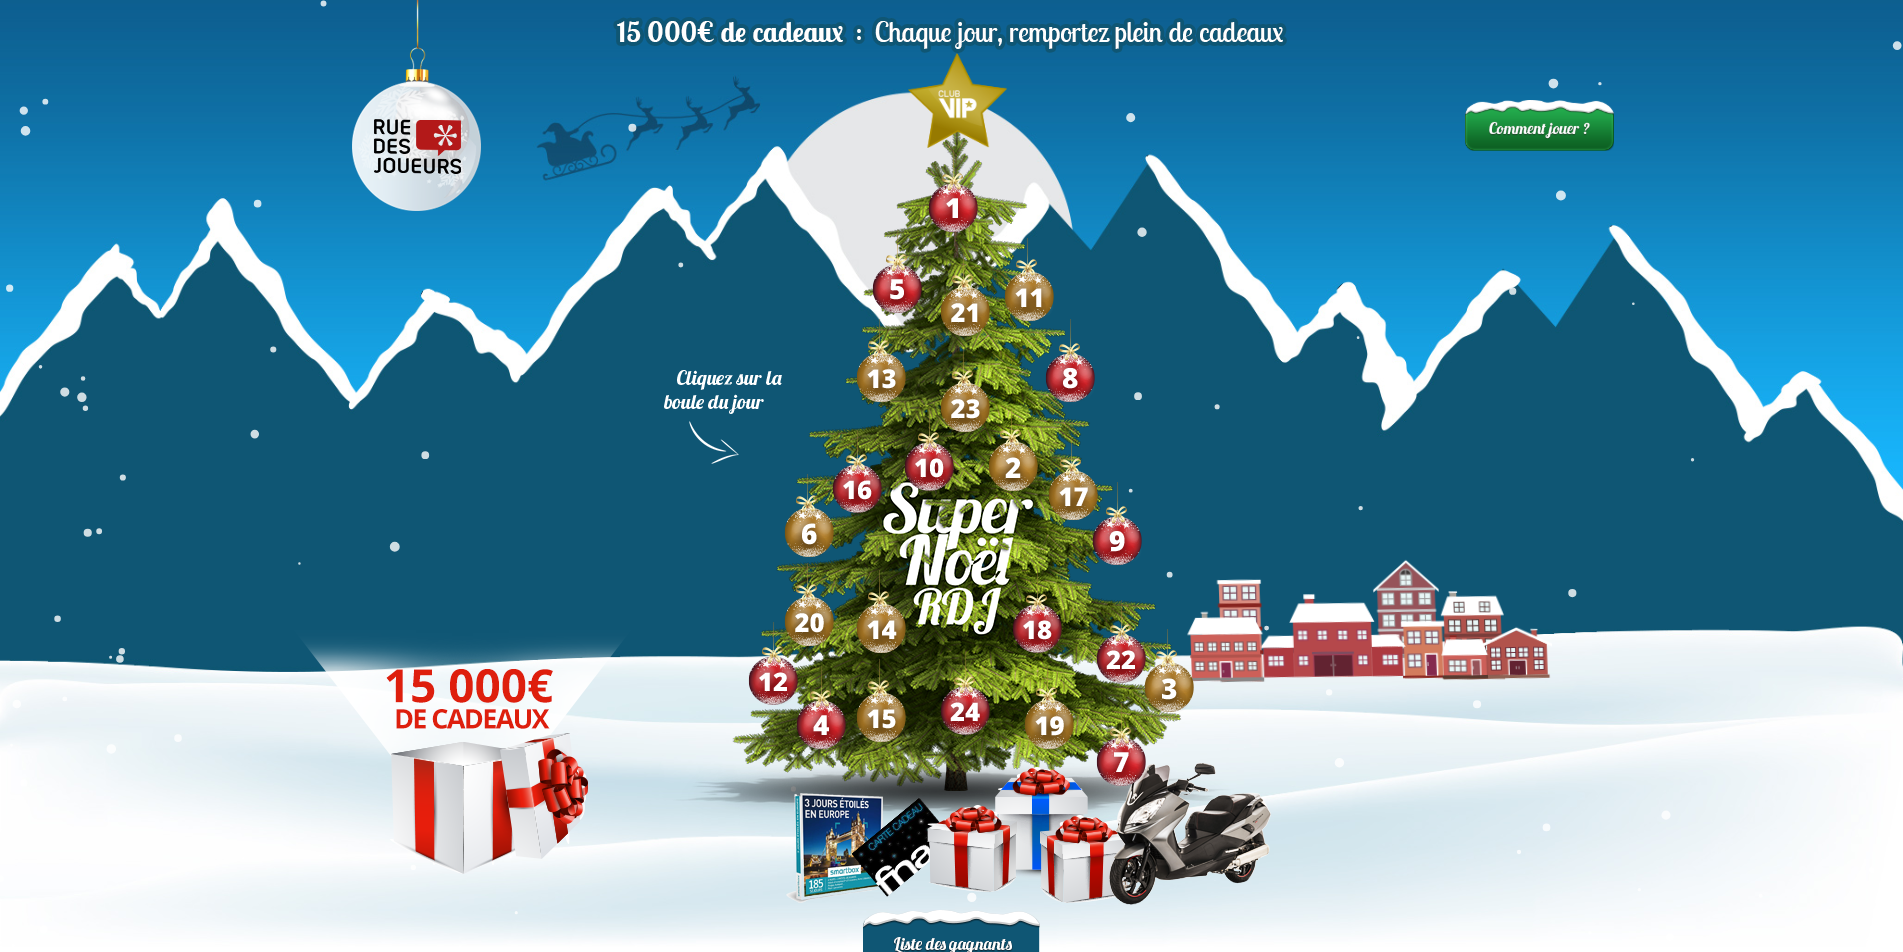 15 000€ de cadeaux : Chaque jour, remportez plein de cadeaux
CLUB
VIP
RUE
DES
JOUEURS
Comment jouer ?
1
5
11
21
13
8
23
Cliquez sur la
boule du jour
10
2
16
17
6
9
Super
Noël
RDJ
20
14
18
22
12
3
4
15
24
19
7
15 000€
DE CADEAUX
3 JOURS ÉTOILÉS
EN EUROPE
smartbox
185
CARTE CADEAU
fna
Liste des gagnants